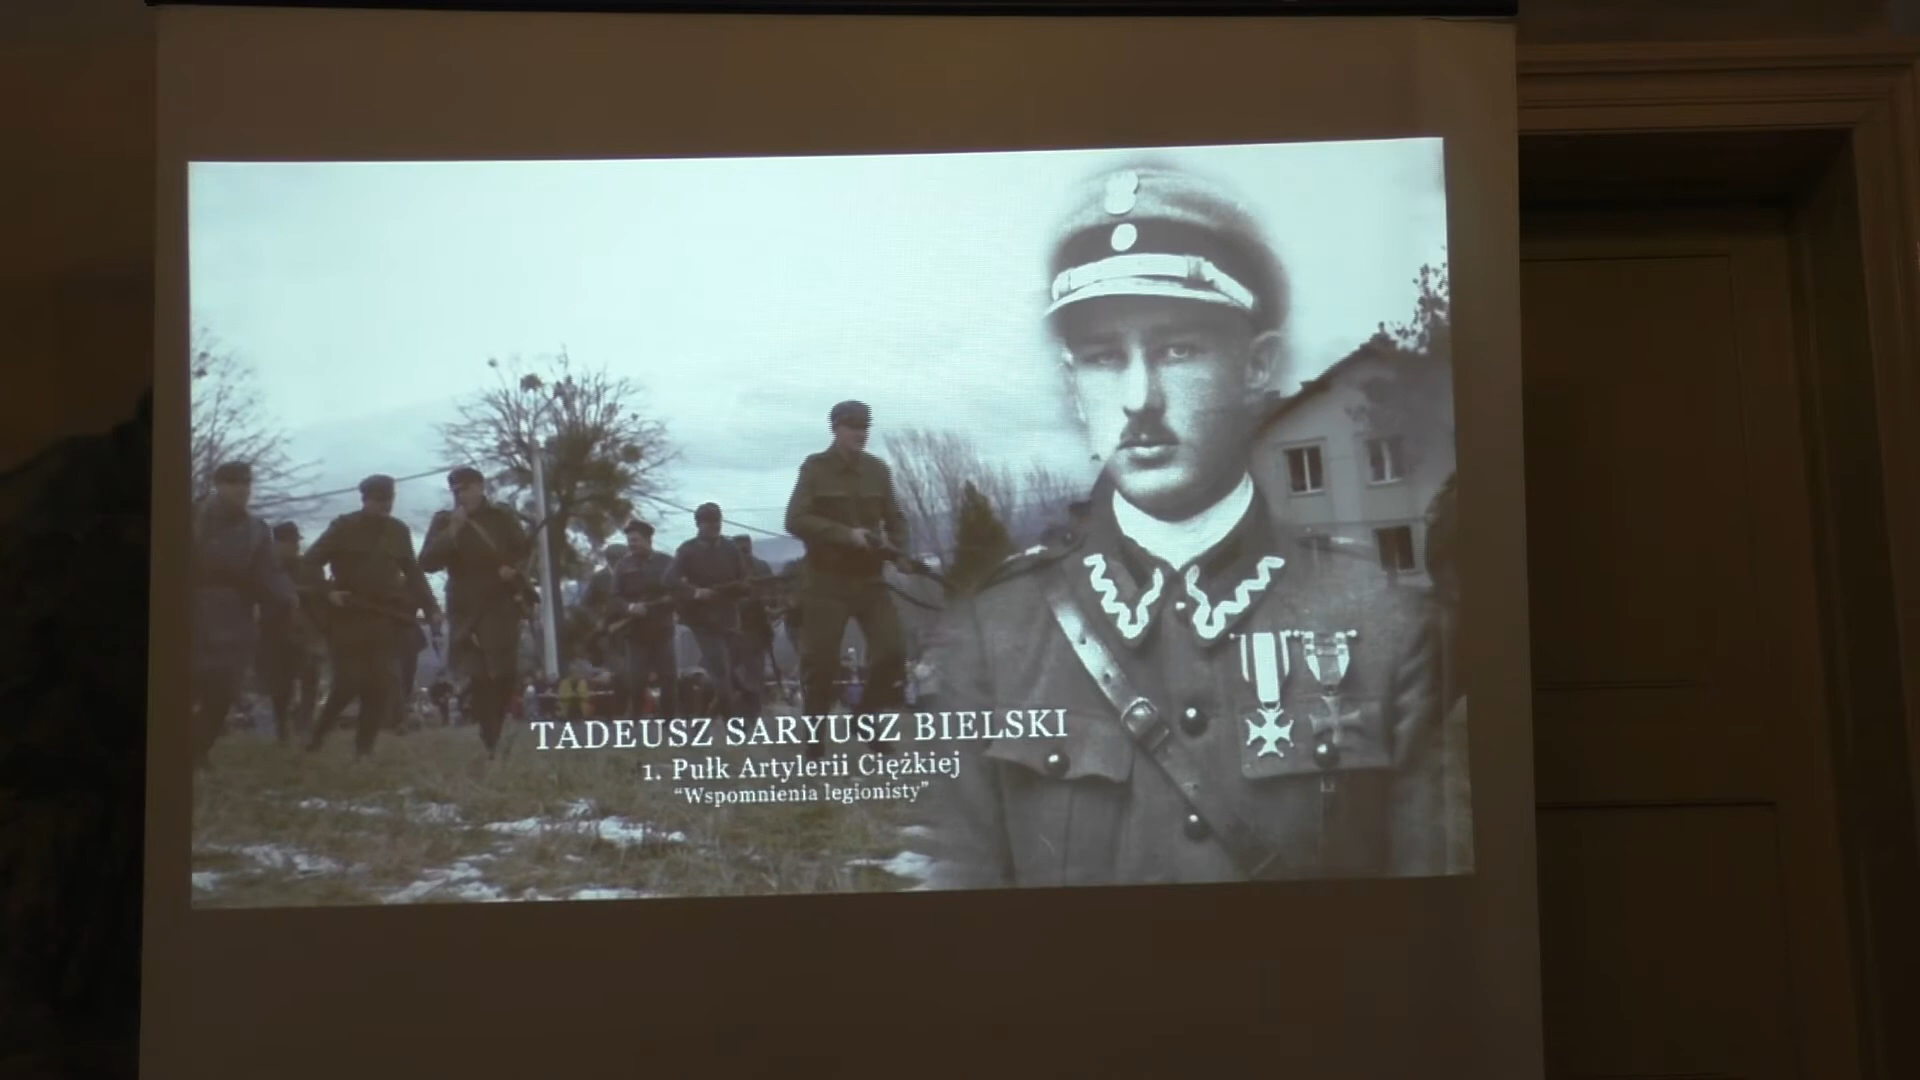 TADEUSZ SARYUSZ BIELSKI
1. Pułk Artylerii Ciężkiej
“Wspomnienia legionisty”